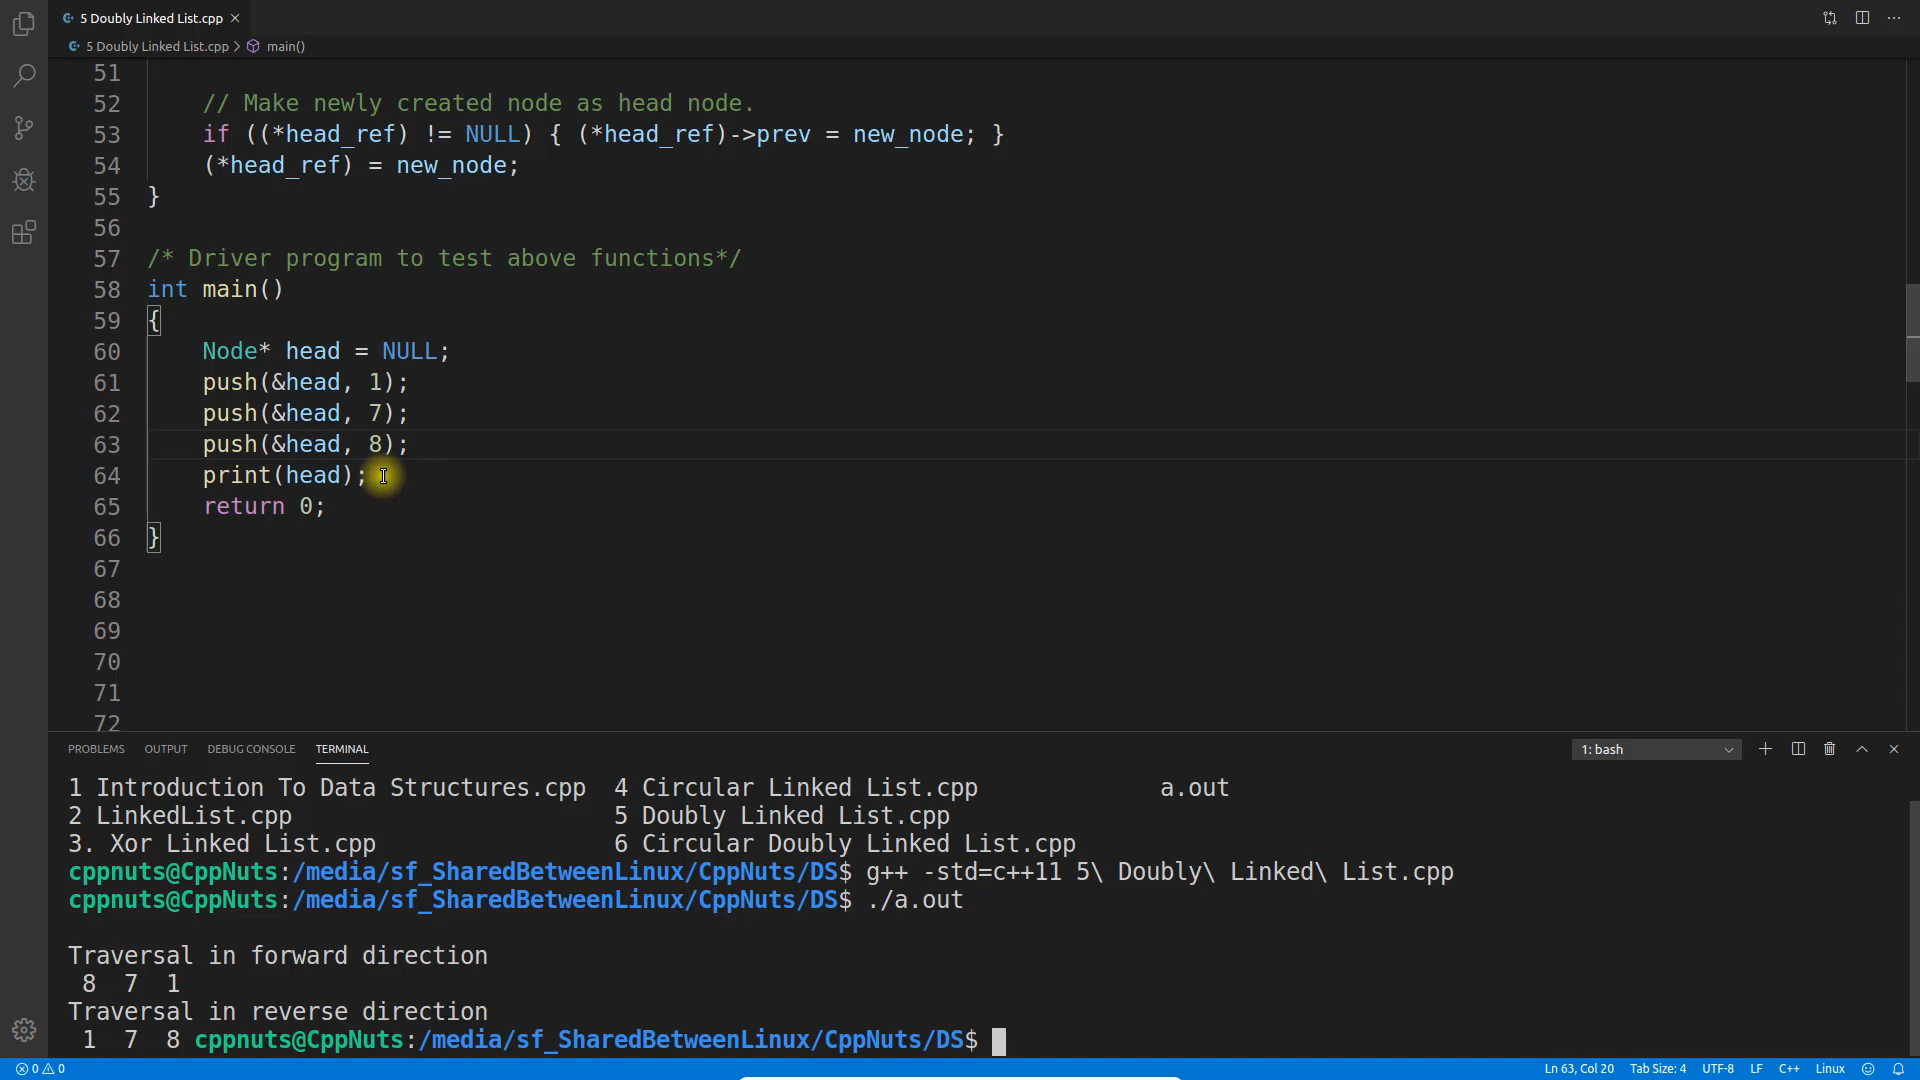 5 Doubly Linked List.cpp
5 Doubly Linked List.cpp > main()
51
52 // Make newly created node as head node.
53 if ((*head_ref) != NULL) { (*head_ref)->prev = new_node; }
54 (*head_ref) = new_node;
55 }
56
57 /* Driver program to test above functions*/
58 int main()
59 {
60 Node* head = NULL;
61 push(&head, 1);
62 push(&head, 7);
63 push(&head, 8);
64 print(head);
65 return 0;
66 }
67
68
69
70
71
72
PROBLEMS OUTPUT DEBUG CONSOLE TERMINAL 1: bash
1 Introduction To Data Structures.cpp 4 Circular Linked List.cpp a.out
2 LinkedList.cpp 5 Doubly Linked List.cpp
3. Xor Linked List.cpp 6 Circular Doubly Linked List.cpp
cppnuts@CppNuts:/media/sf_SharedBetweenLinux/CppNuts/DS$ g++ -std=c++11 5\ Doubly\ Linked\ List.cpp
cppnuts@CppNuts:/media/sf_SharedBetweenLinux/CppNuts/DS$ ./a.out
Traversal in forward direction
8 7 1
Traversal in reverse direction
1 7 8 cppnuts@CppNuts:/media/sf_SharedBetweenLinux/CppNuts/DS$
0 0 Ln 63, Col 20 Tab Size: 4 UTF-8 LF C++ Linux